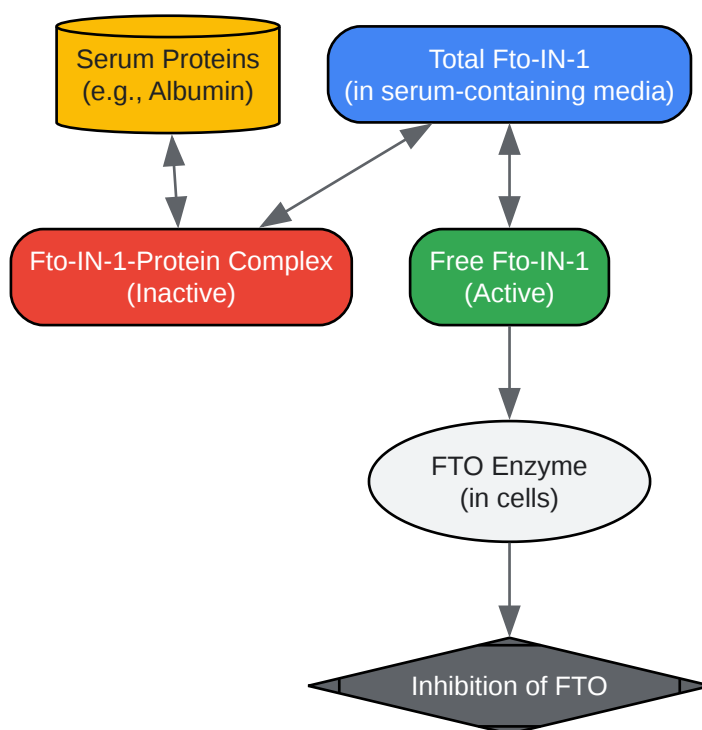 Serum Proteins
(e.g., Albumin)
Total Fto-IN-1
(in serum-containing media)
Fto-IN-1-Protein Complex
(Inactive)
Free Fto-IN-1
(Active)
FTO Enzyme
(in cells)
Inhibition of FTO